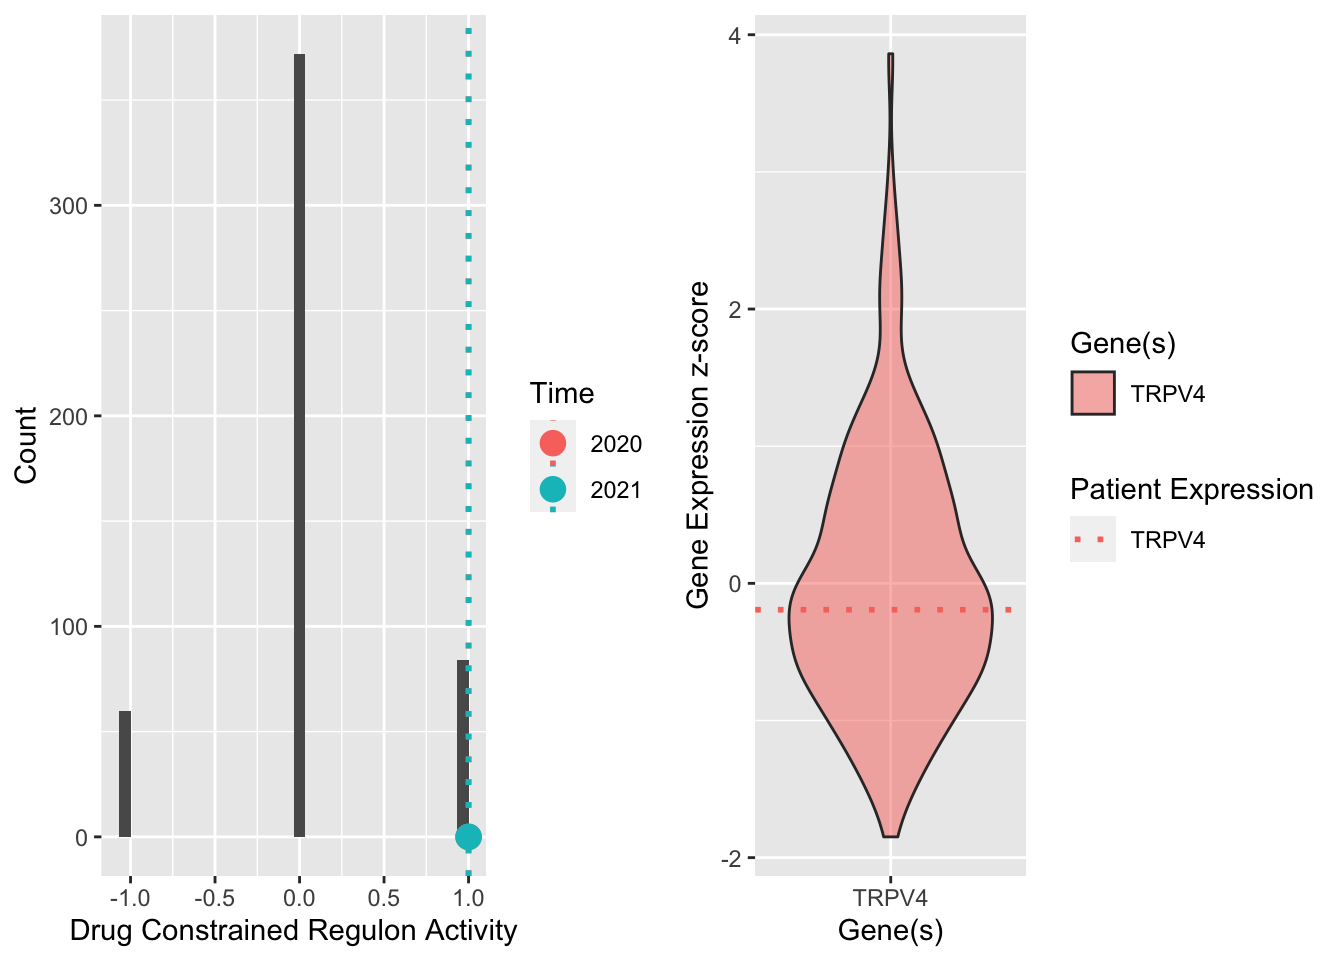 Count
300
200
100
0
-1.0
-0.5
0.0
0.5
1.0
Drug Constrained Regulon Activity
Time
2020
2021
Gene Expression z-score
4
2
0
-2
TRPV4
Gene(s)
Gene(s)
TRPV4
Patient Expression
TRPV4